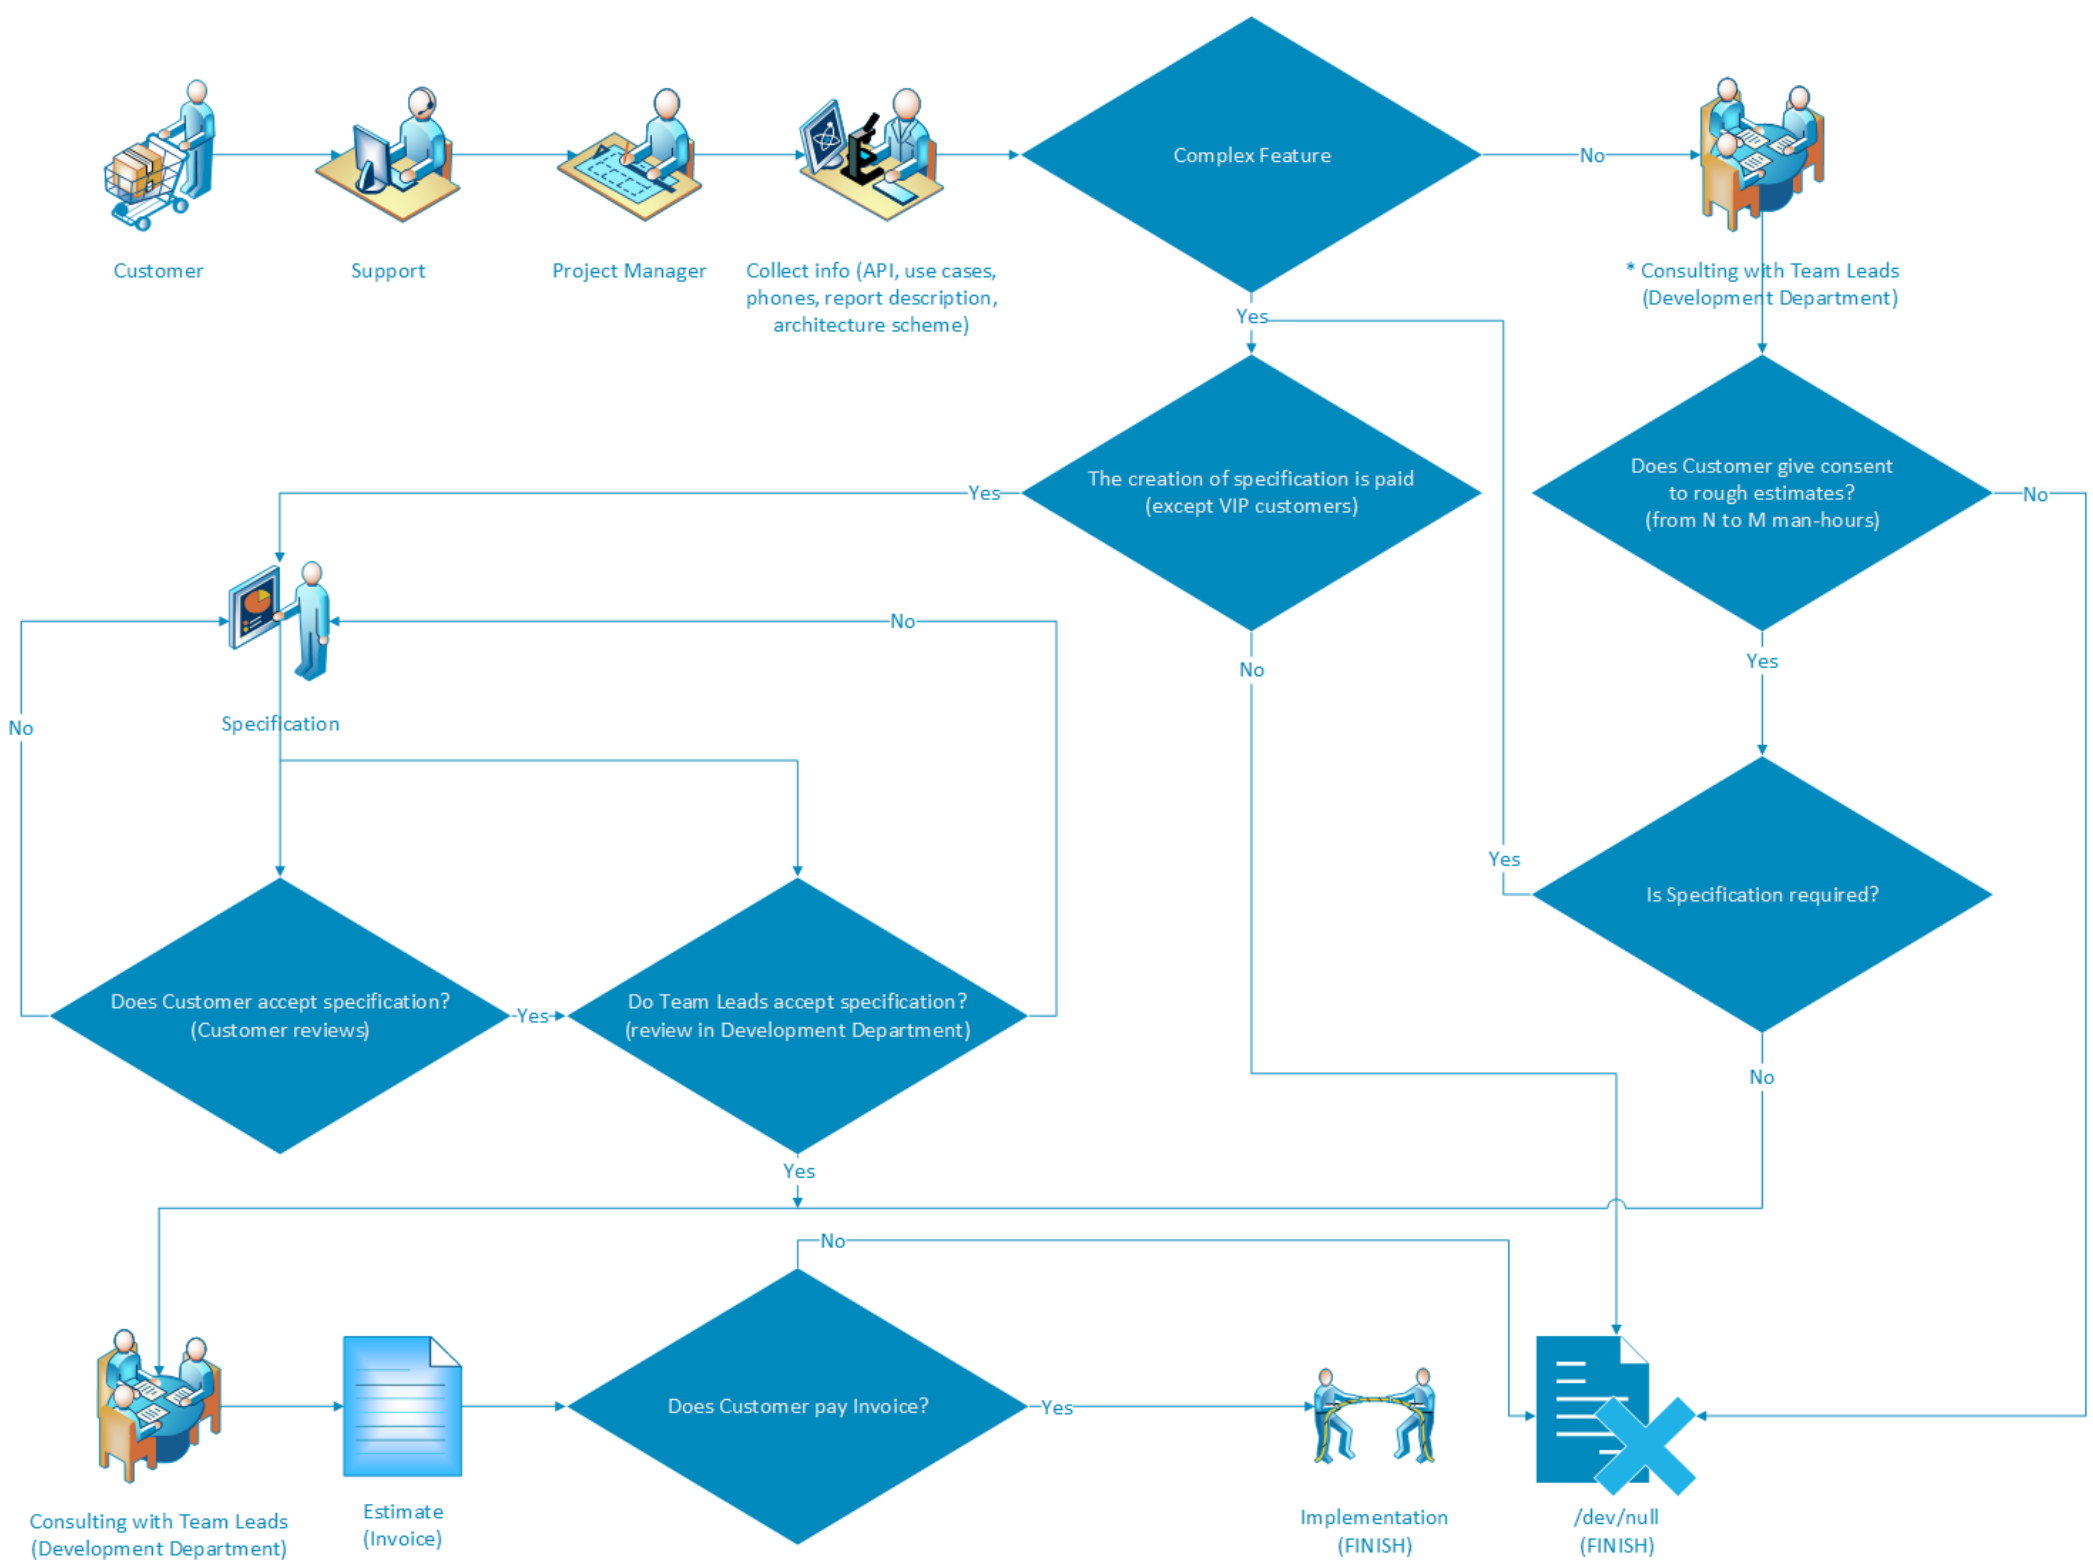 Complex Feature
No
Customer
Support
Project Manager
Collect info (API, use cases,
phones, report description,
architecture scheme)
* Consulting with Team Leads
(Development Department)
Yes
The creation of specification is paid
(except VIP customers)
Does Customer give consent
to rough estimates?
(from N to M man-hours)
Yes
No
No
No
Yes
No
Specification
Yes
Is Specification required?
Does Customer accept specification?
(Customer reviews)
Yes
Do Team Leads accept specification?
(review in Development Department)
No
Yes
No
Does Customer pay Invoice?
Yes
Estimate
(Invoice)
Consulting with Team Leads
(Development Department)
Implementation
(FINISH)
/dev/null
(FINISH)